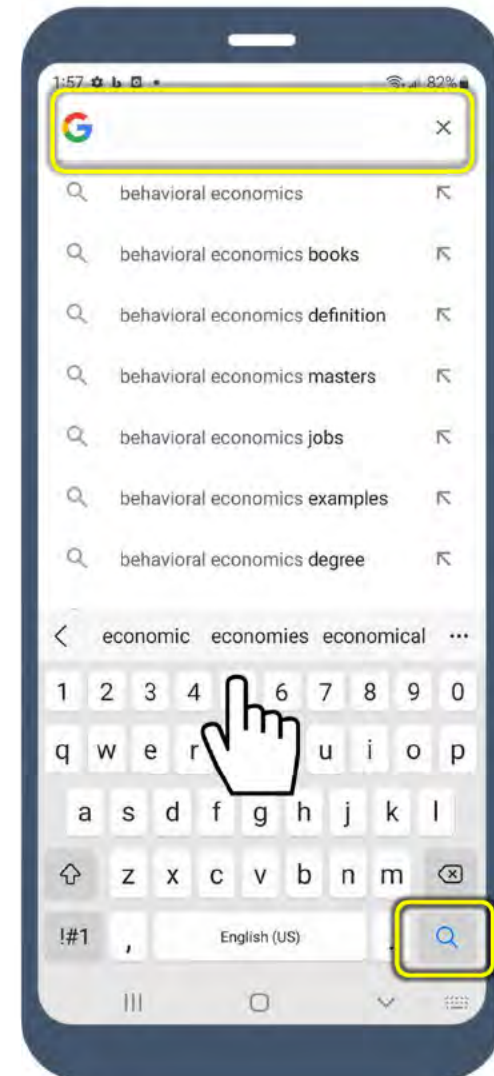 1:57 82%
G
behavioral economics
behavioral economics books
behavioral economics definition
behavioral economics masters
behavioral economics jobs
behavioral economics examples
behavioral economics degree
economic economies economical ...
1 2 3 4 6 7 8 9 0
q w e r u i o p
a s d f g h j k l
z x c v b n m
!#1 , English (US) .